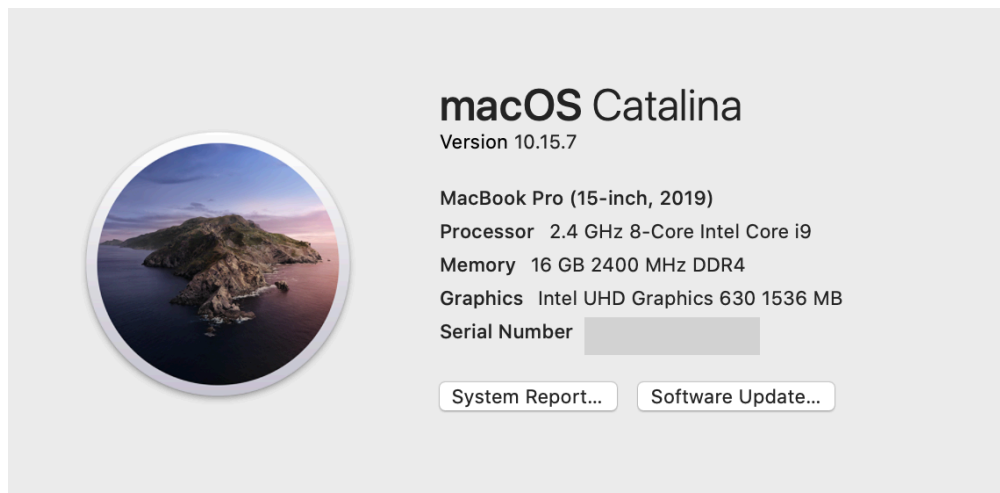 macOS Catalina
Version 10.15.7
MacBook Pro (15-inch, 2019)
Processor 2.4 GHz 8-Core Intel Core i9
Memory 16 GB 2400 MHz DDR4
Graphics Intel UHD Graphics 630 1536 MB
Serial Number
System Report... Software Update...